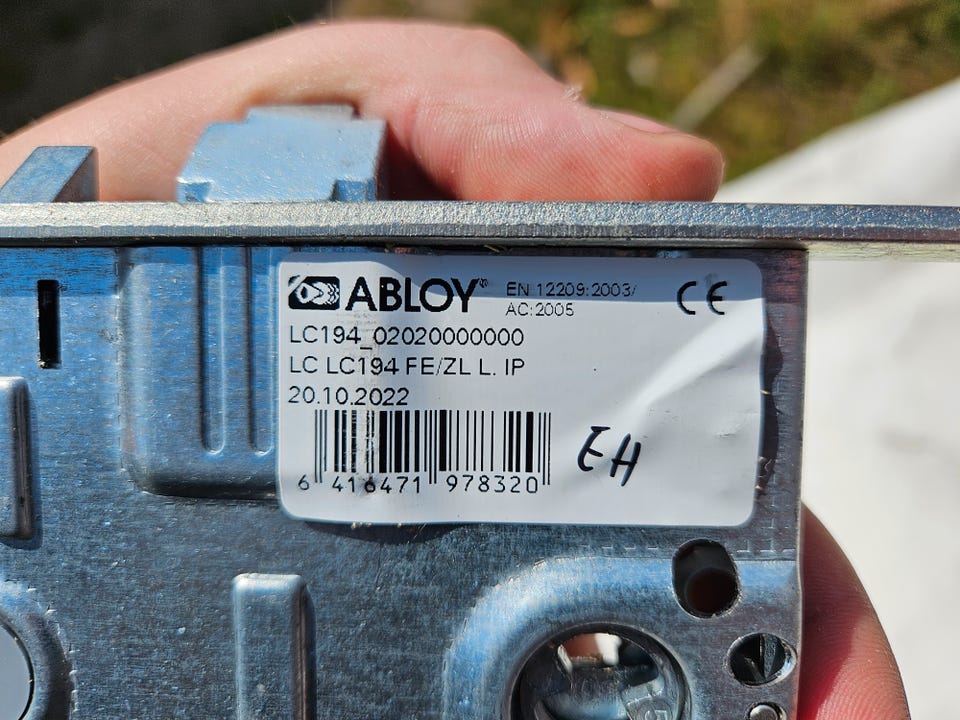 ABLOY®
EN 12209:2003/
AC:2005
CE
LC194_02020000000
LC LC194 FE/ZL L. IP
20.10.2022
EH
6 416471 978320